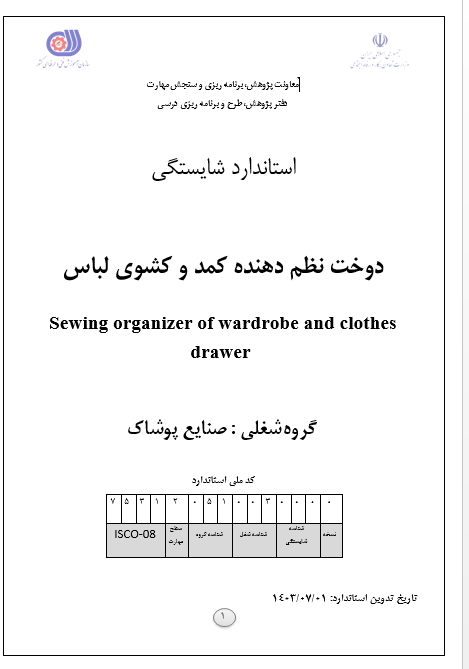 سازمان آموزش فنی و حرفه‌ای کشور
جمهوری اسلامی ایران
وزارت تعاون، کار و رفاه اجتماعی
معاونت پژوهش، برنامه ریزی و سنجش مهارت
دفتر پژوهش، طرح و برنامه ریزی درسی
استاندارد شایستگی
دوخت نظم دهنده کمد و کشوی لباس
Sewing organizer of wardrobe and clothes
drawer
گروه شغلی : صنایع پوشاک
کد ملی استاندارد
۷ ۵ ۳ ۱ ۲ ۰ ۵ ۱ ۰ ۰ ۳ ۰ ۰ ۰ ۰
ISCO-08 سطح مهارت شناسه گروه شناسه شغل شناسه شایستگی نسخه
تاریخ تدوین استاندارد: ۱۴۰۳/۰۷/۰۱
۱